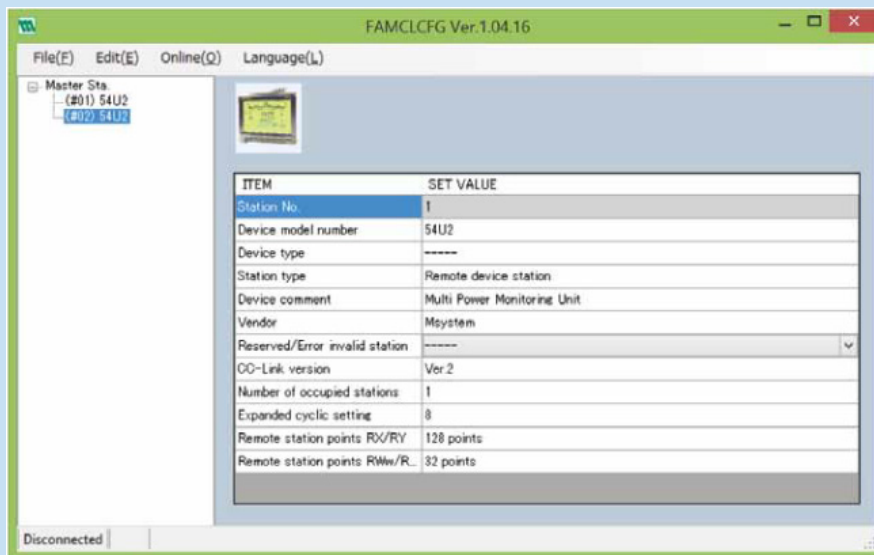 FAMCLCFG Ver.1.04.16
File(F) Edit(E) Online(O) Language(L)
Master Sta.
(#01) 54U2
(#02) 54U2
ITEM SET VALUE
Station No. 1
Device model number 54U2
Device type -----
Station type Remote device station
Device comment Multi Power Monitoring Unit
Vendor Msystem
Reserved/Error invalid station -----
CC-Link version Ver.2
Number of occupied stations 1
Expanded cyclic setting 8
Remote station points RX/RY 128 points
Remote station points RWw/R... 32 points
Disconnected